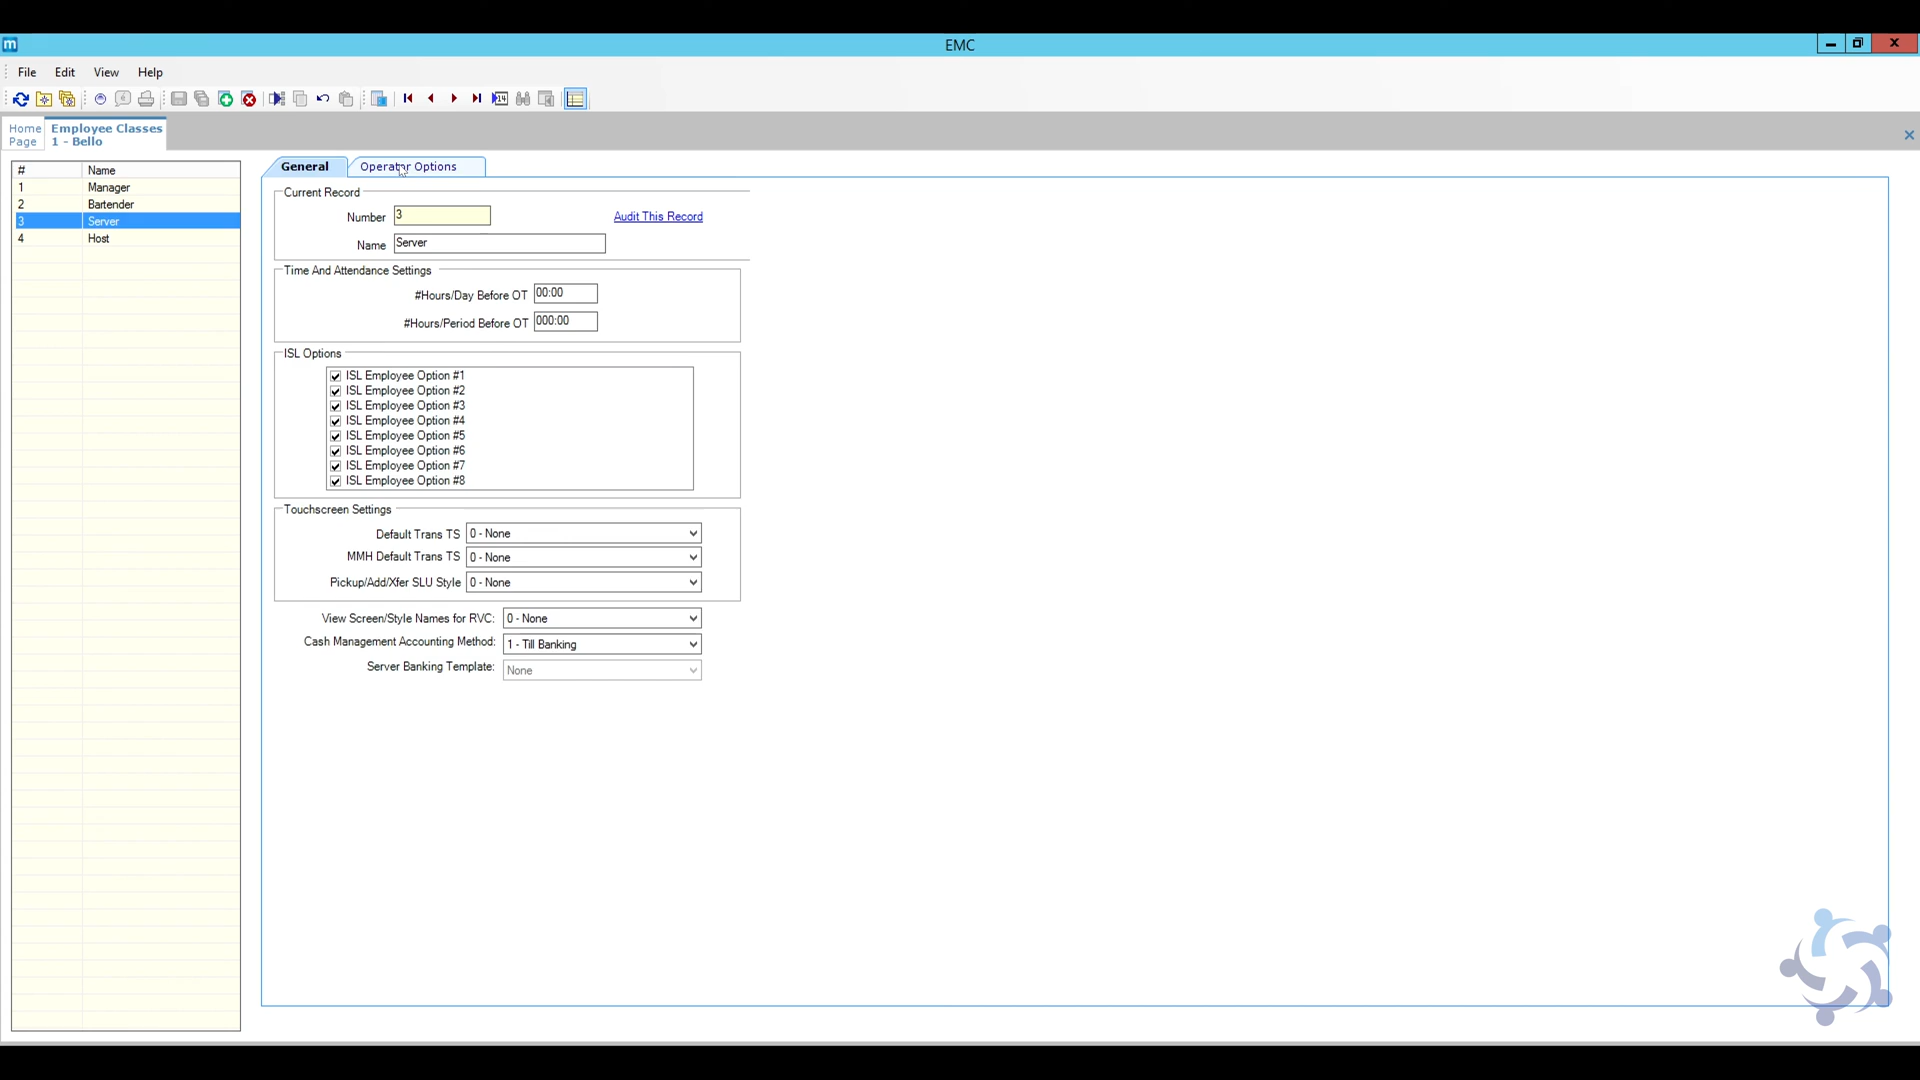 EMC
File Edit View Help
Home Page
Employee Classes
1 - Bello
# Name
1 Manager
2 Bartender
3 Server
4 Host
General Operator Options
Current Record
Number 3 Audit This Record
Name Server
Time And Attendance Settings
#Hours/Day Before OT 00:00
#Hours/Period Before OT 000:00
ISL Options
ISL Employee Option #1
ISL Employee Option #2
ISL Employee Option #3
ISL Employee Option #4
ISL Employee Option #5
ISL Employee Option #6
ISL Employee Option #7
ISL Employee Option #8
Touchscreen Settings
Default Trans TS 0 - None
MMH Default Trans TS 0 - None
Pickup/Add/Xfer SLU Style 0 - None
View Screen/Style Names for RVC: 0 - None
Cash Management Accounting Method: 1 - Till Banking
Server Banking Template: None